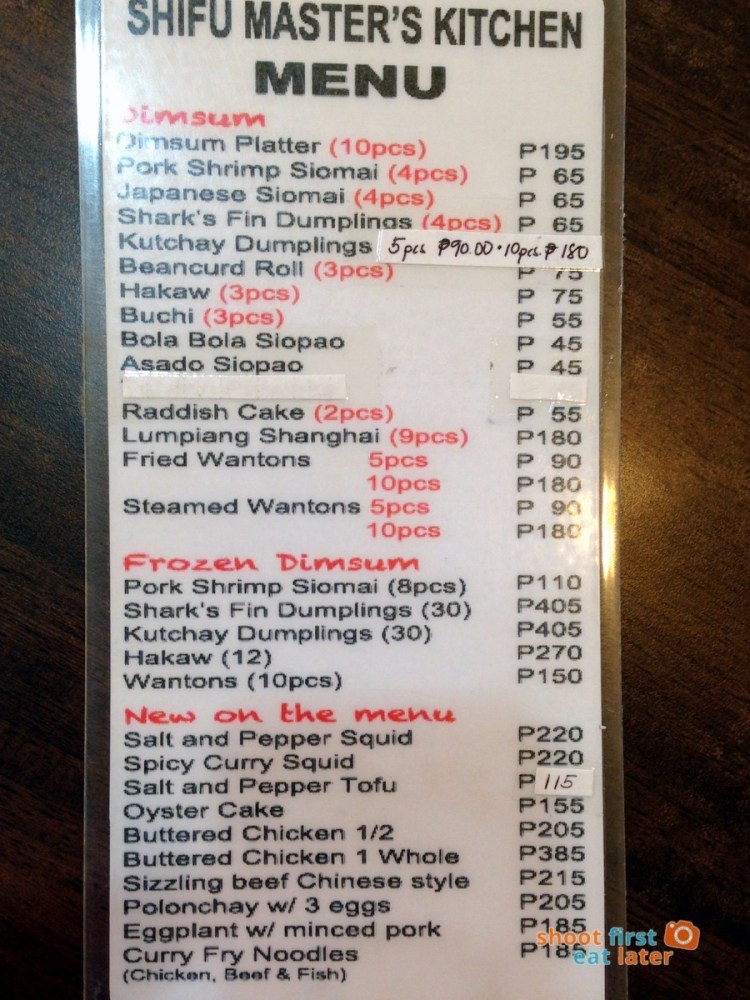 SHIFU MASTER'S KITCHEN
MENU
Dimsum
Dimsum Platter (10pcs) P195
Pork Shrimp Siomai (4pcs) P 65
Japanese Siomai (4pcs) P 65
Shark's Fin Dumplings (4pcs) P 65
Kutchay Dumplings 5pcs ₱90.00 • 10pcs ₱180
Beancurd Roll (3pcs) P 75
Hakaw (3pcs) P 75
Buchi (3pcs) P 55
Bola Bola Siopao P 45
Asado Siopao P 45
Raddish Cake (2pcs) P 55
Lumpiang Shanghai (9pcs) P180
Fried Wantons 5pcs P 90
10pcs P180
Steamed Wantons 5pcs P 90
10pcs P180
Frozen Dimsum
Pork Shrimp Siomai (8pcs) P110
Shark's Fin Dumplings (30) P405
Kutchay Dumplings (30) P405
Hakaw (12) P270
Wantons (10pcs) P150
New on the menu
Salt and Pepper Squid P220
Spicy Curry Squid P220
Salt and Pepper Tofu P 115
Oyster Cake P155
Buttered Chicken 1/2 P205
Buttered Chicken 1 Whole P385
Sizzling beef Chinese style P215
Polonchay w/ 3 eggs P205
Eggplant w/ minced pork P185
Curry Fry Noodles P185
(Chicken, Beef & Fish)
shoot first
eat later